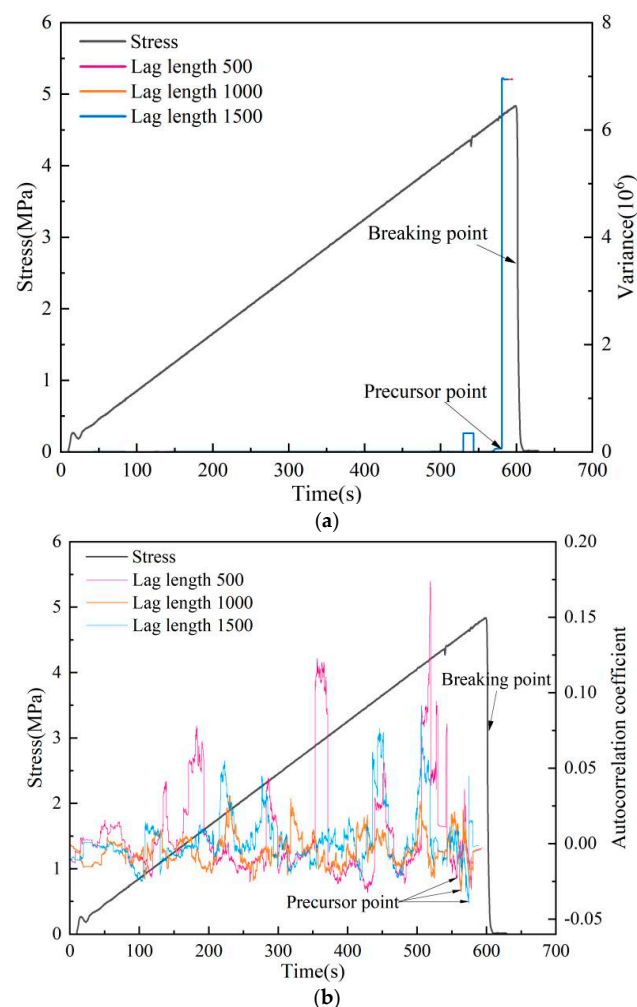 Stress
Lag length 500
Lag length 1000
Lag length 1500
Breaking point
Precursor point
6
5
4
3
2
1
0
8
6
4
2
0
Stress(MPa)
Variance(10⁶)
0 100 200 300 400 500 600 700
Time(s)
(a)
Stress
Lag length 500
Lag length 1000
Lag length 1500
Breaking point
Precursor point
6
5
4
3
2
1
0
0.20
0.15
0.10
0.05
0.00
-0.05
Stress(MPa)
Autocorrelation coefficient
0 100 200 300 400 500 600 700
Time(s)
(b)